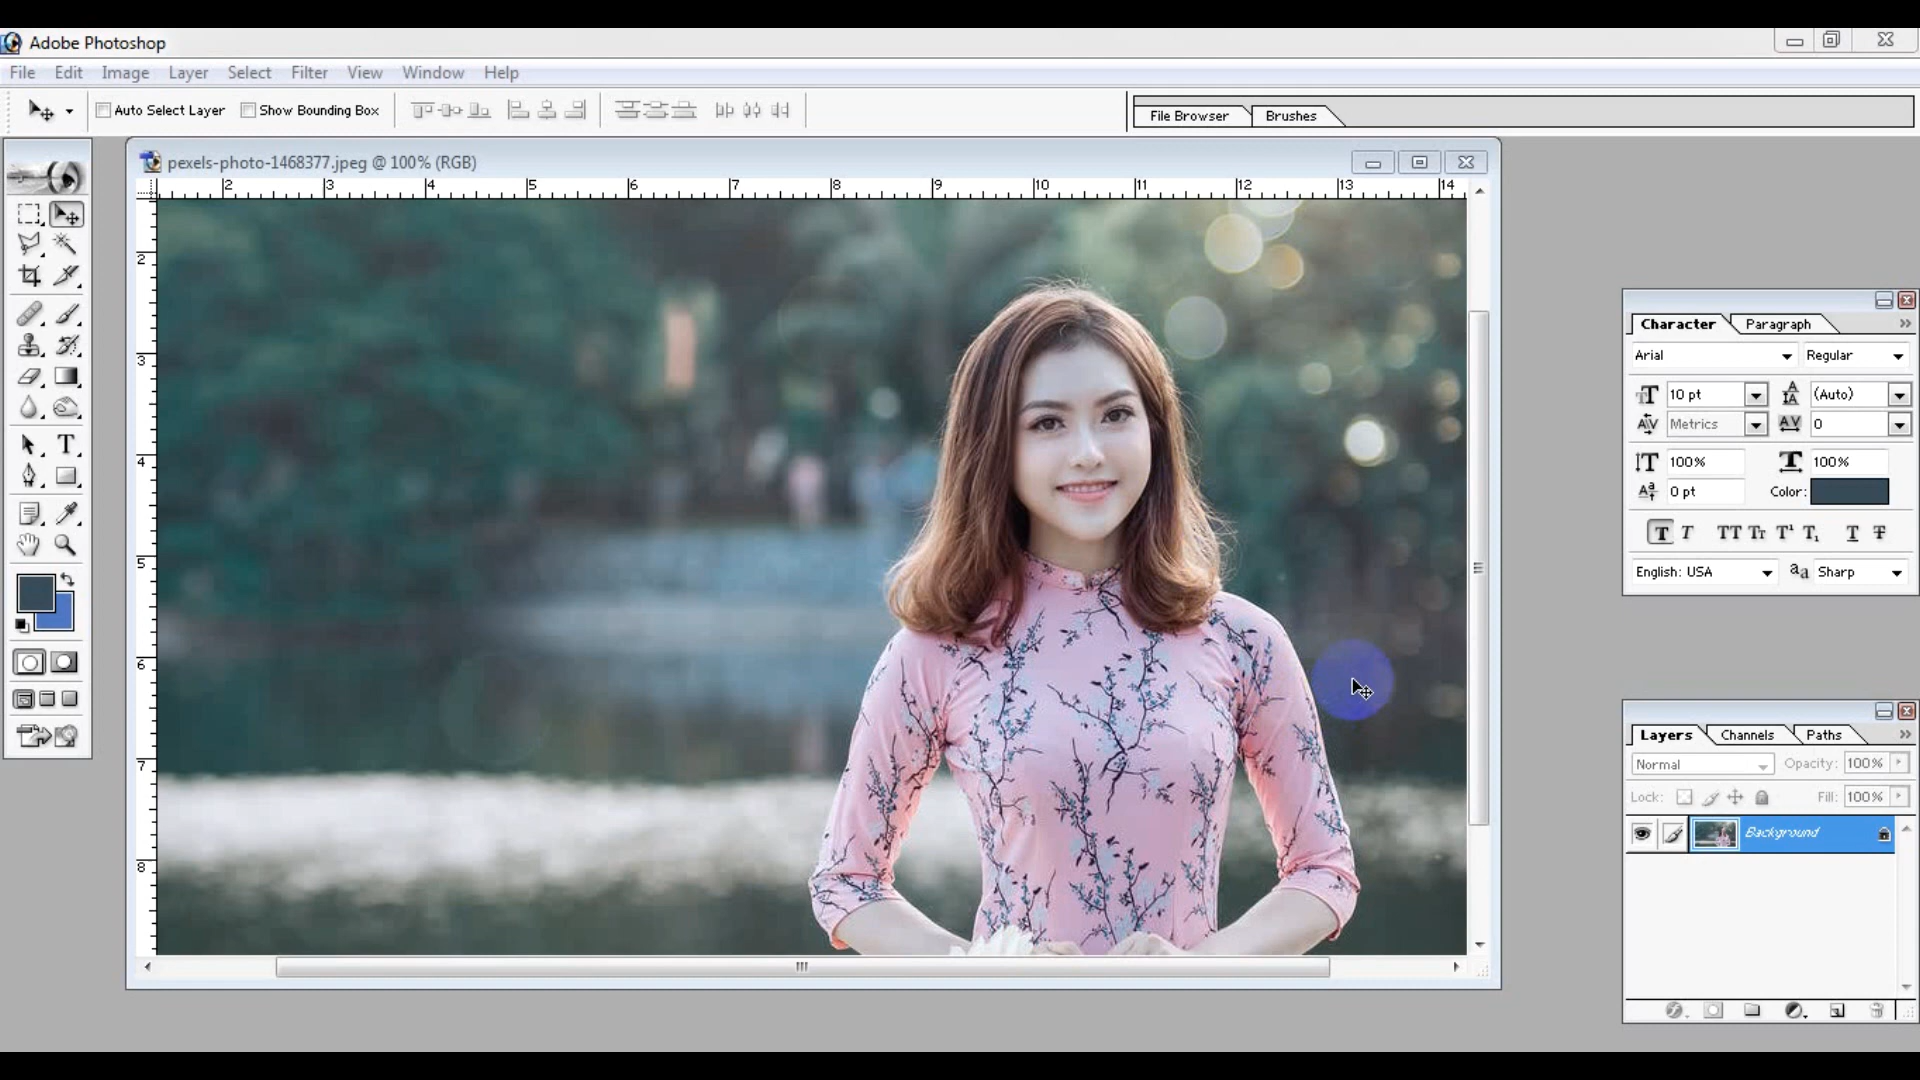 Adobe Photoshop
File Edit Image Layer Select Filter View Window Help
Auto Select Layer Show Bounding Box File Browser Brushes
pexels-photo-1468377.jpeg @ 100% (RGB)
2 3 4 5 6 7 8 9 10 11 12 13 14
2
3
4
5
6
7
8
Character Paragraph
Arial Regular
10 pt (Auto)
Metrics 0
100% 100%
0 pt Color:
T T TT Tr T¹ T₁ T T
English: USA aa Sharp
Layers Channels Paths
Normal Opacity: 100%
Lock: Fill: 100%
Background